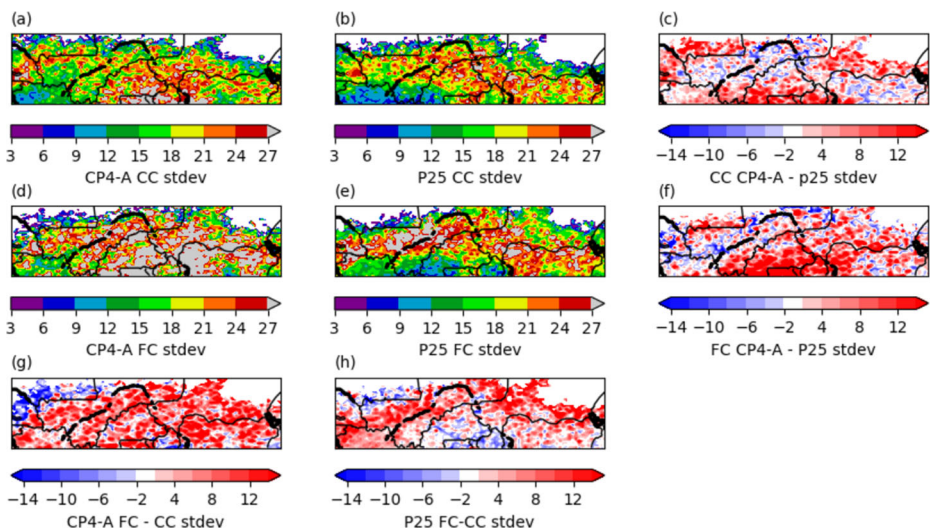 (a) (b) (c)
3 6 9 12 15 18 21 24 27 3 6 9 12 15 18 21 24 27 −14 −10 −6 −2 4 8 12
CP4-A CC stdev P25 CC stdev CC CP4-A - p25 stdev
(d) (e) (f)
3 6 9 12 15 18 21 24 27 3 6 9 12 15 18 21 24 27 −14 −10 −6 −2 4 8 12
CP4-A FC stdev P25 FC stdev FC CP4-A - P25 stdev
(g) (h)
−14 −10 −6 −2 4 8 12 −14 −10 −6 −2 4 8 12
CP4-A FC - CC stdev P25 FC-CC stdev